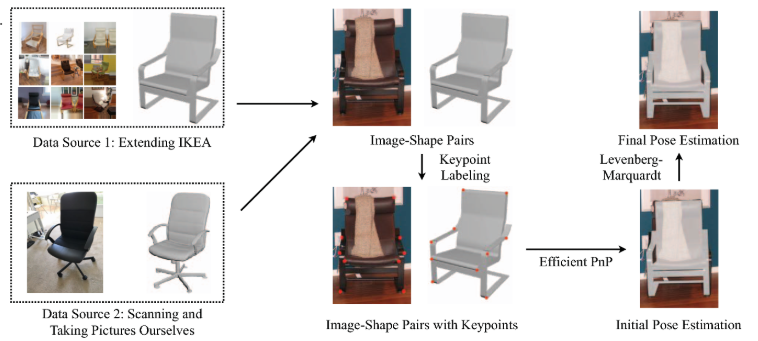 Data Source 1: Extending IKEA
Image-Shape Pairs
Final Pose Estimation
Keypoint
Labeling
Levenberg-
Marquardt
Efficient PnP
Data Source 2: Scanning and
Taking Pictures Ourselves
Image-Shape Pairs with Keypoints
Initial Pose Estimation